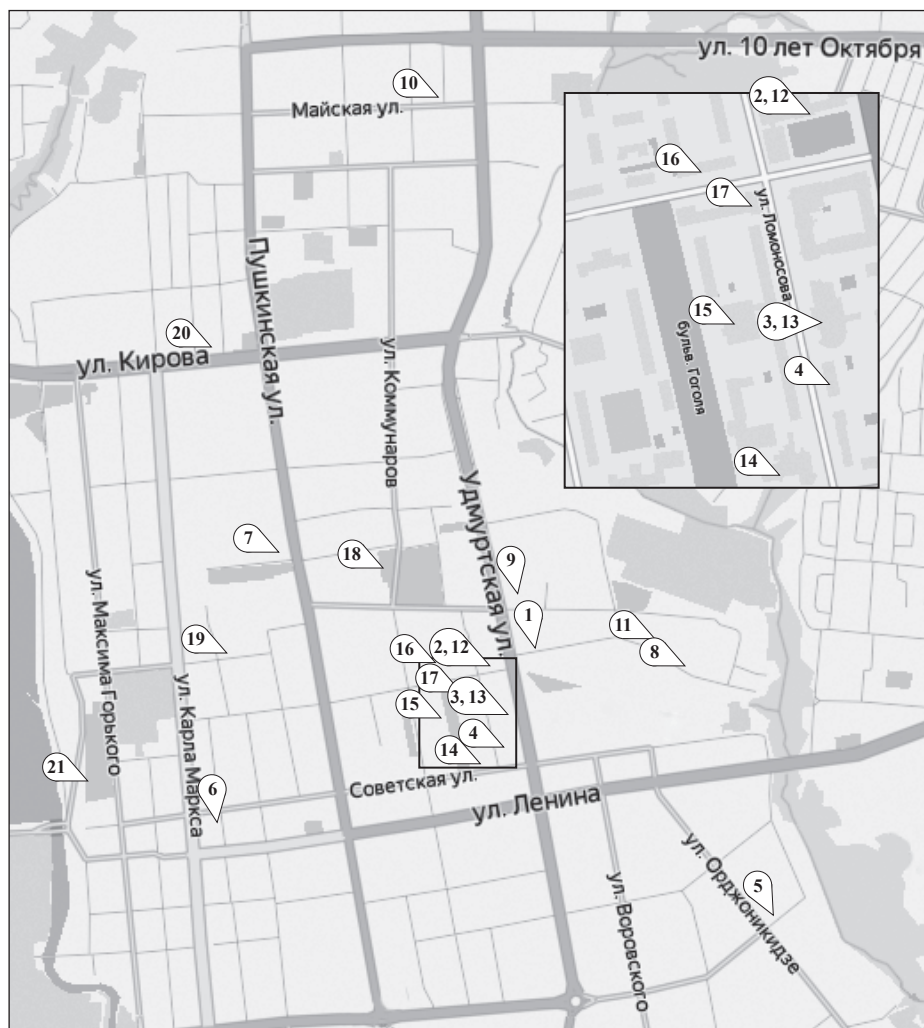 ул. 10 лет Октября
10
Майская ул.
2, 12
16
17
ул. Ломоносова
15
3, 13
бульв. Гоголя
4
14
Пушкинская ул.
20
ул. Кирова
ул. Коммунаров
Удмуртская ул.
7
18
9
1
11
8
ул. Максима Горького
19
16
2, 12
17
3, 13
15
4
14
ул. Карла Маркса
21
6
Советская ул.
ул. Ленина
5
ул. Орджоникидзе
ул. Воровского